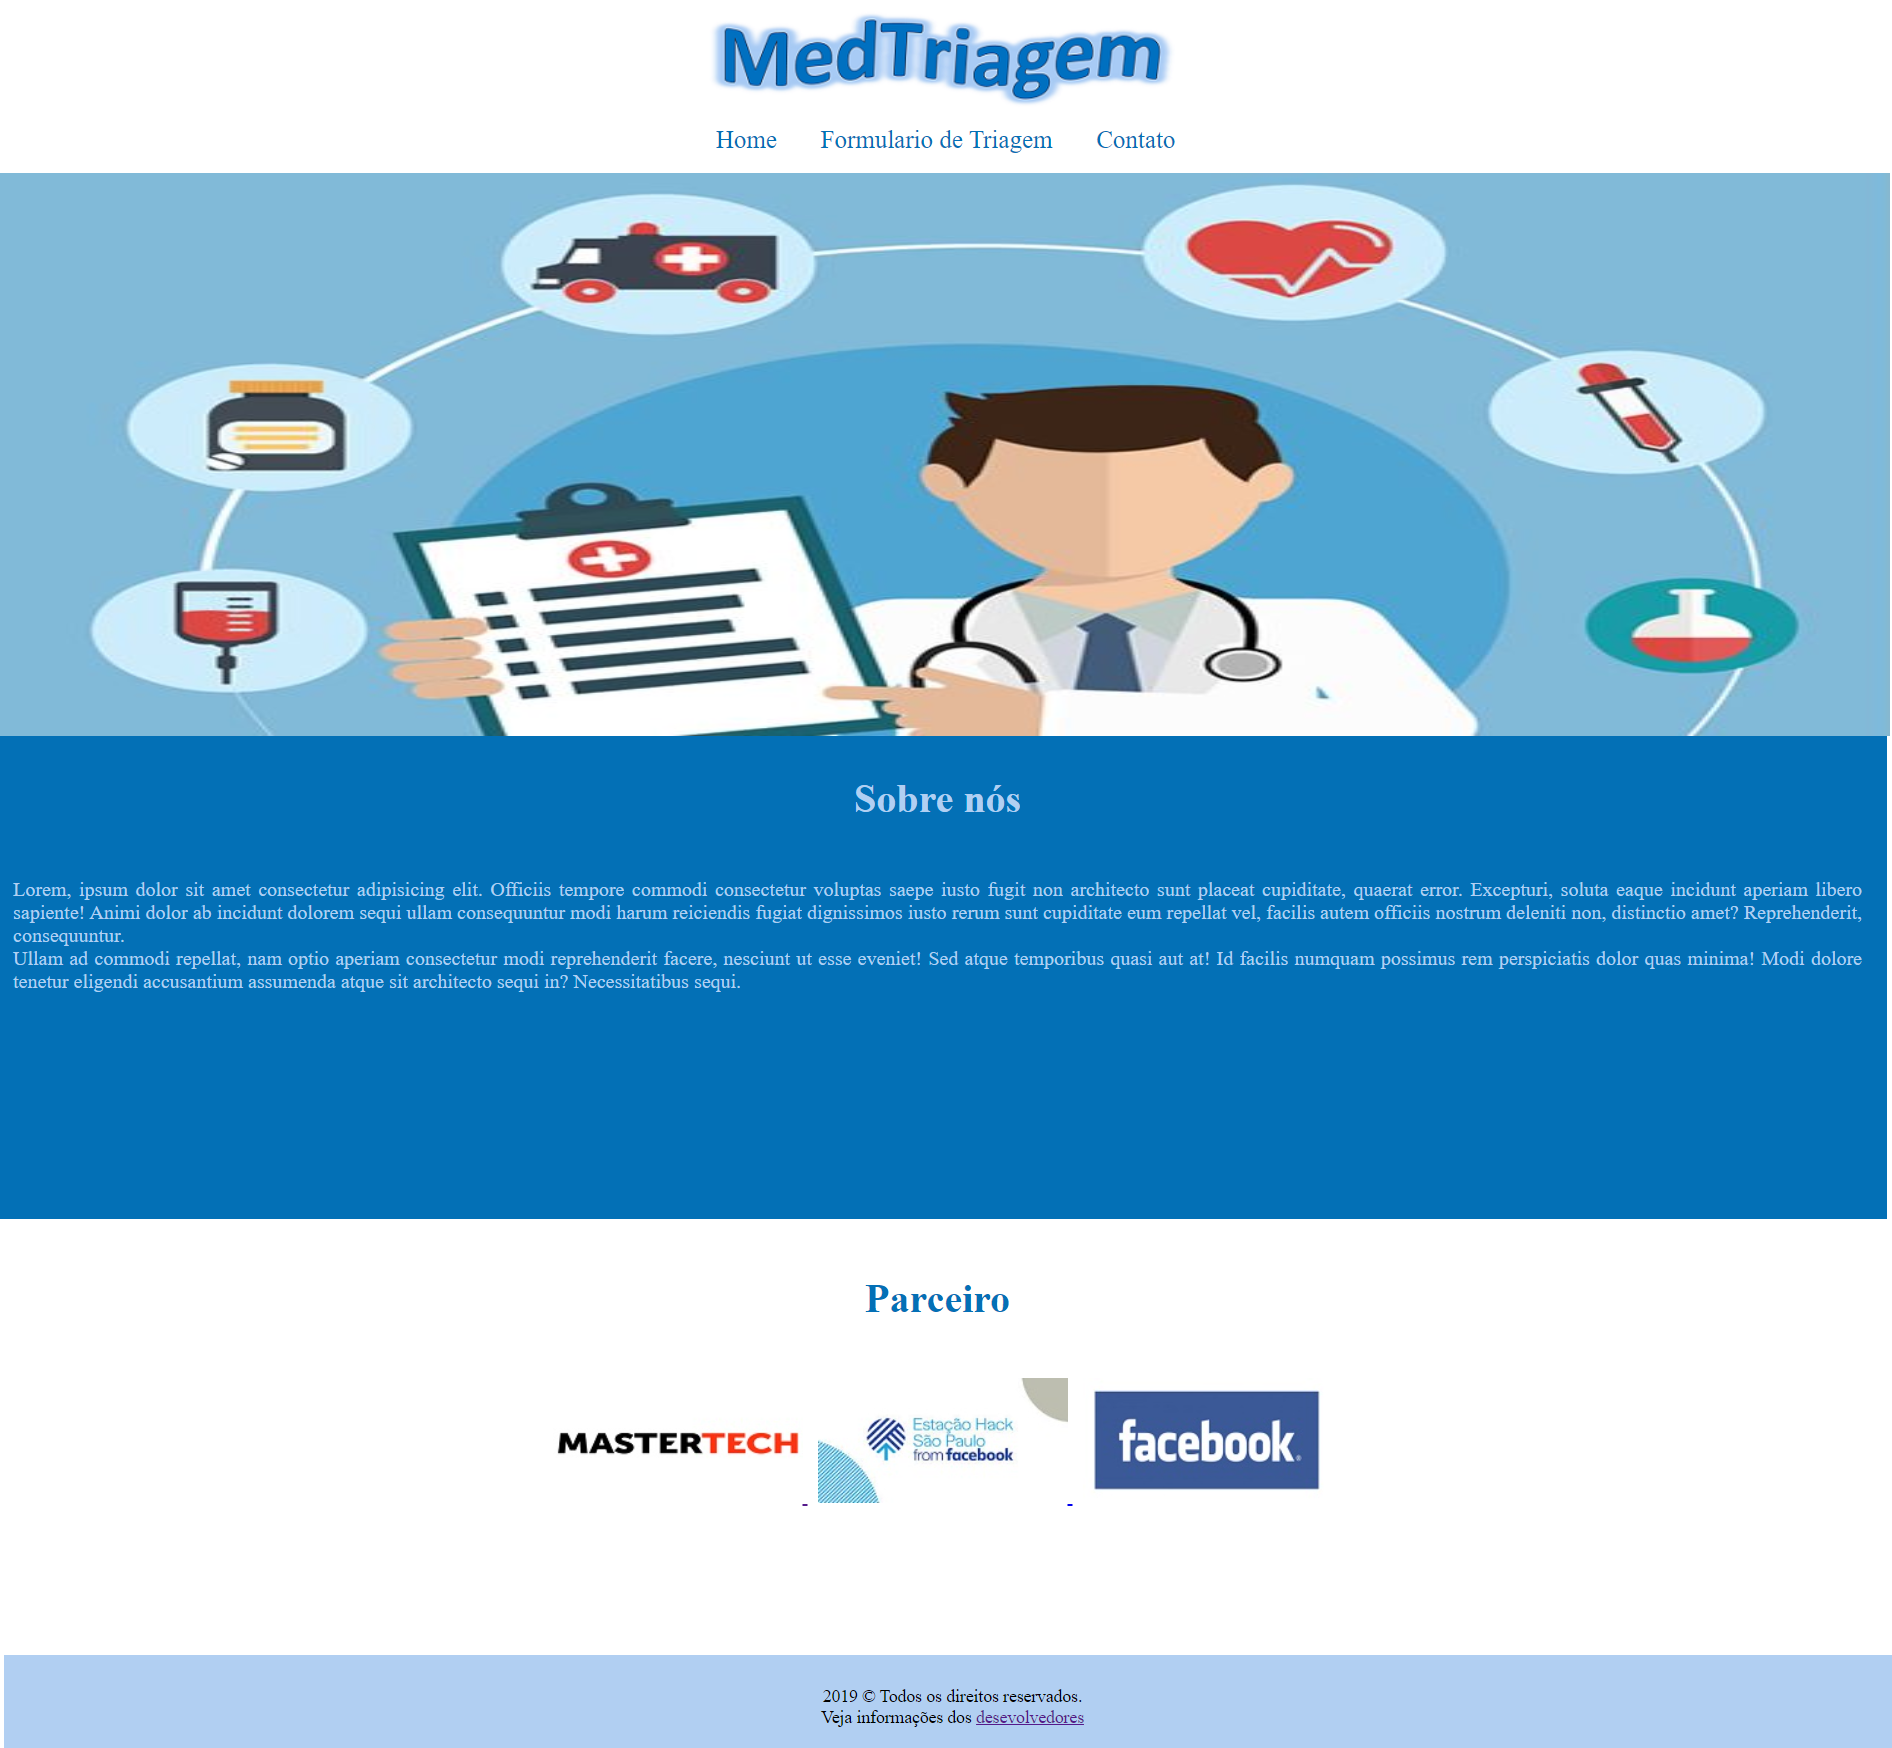 MedTriagem
Home Formulario de Triagem Contato
Sobre nós
Lorem, ipsum dolor sit amet consectetur adipisicing elit. Officiis tempore commodi consectetur voluptas saepe iusto fugit non architecto sunt placeat cupiditate, quaerat error. Excepturi, soluta eaque incidunt aperiam libero
sapiente! Animi dolor ab incidunt dolorem sequi ullam consequuntur modi harum reiciendis fugiat dignissimos iusto rerum sunt cupiditate eum repellat vel, facilis autem officiis nostrum deleniti non, distinctio amet? Reprehenderit,
consequuntur.
Ullam ad commodi repellat, nam optio aperiam consectetur modi reprehenderit facere, nesciunt ut esse eveniet! Sed atque temporibus quasi aut at! Id facilis numquam possimus rem perspiciatis dolor quas minima! Modi dolore
tenetur eligendi accusantium assumenda atque sit architecto sequi in? Necessitatibus sequi.
Parceiro
MASTERTECH
Estação Hack
São Paulo
from facebook
facebook®
2019 © Todos os direitos reservados.
Veja informações dos desevolvedores